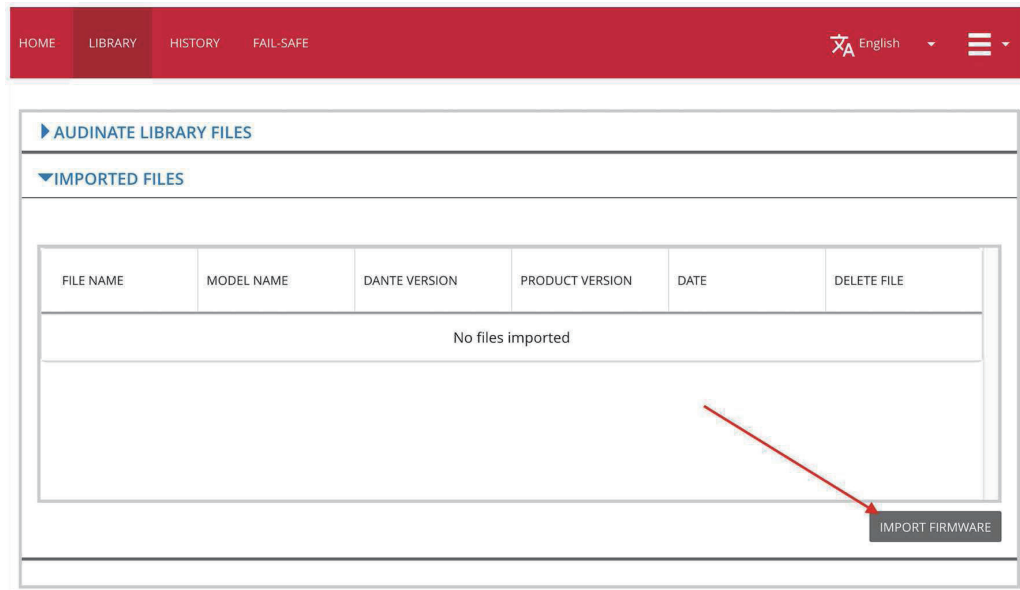 HOME LIBRARY HISTORY FAIL-SAFE English
AUDINATE LIBRARY FILES
IMPORTED FILES
FILE NAME MODEL NAME DANTE VERSION PRODUCT VERSION DATE DELETE FILE
No files imported
IMPORT FIRMWARE